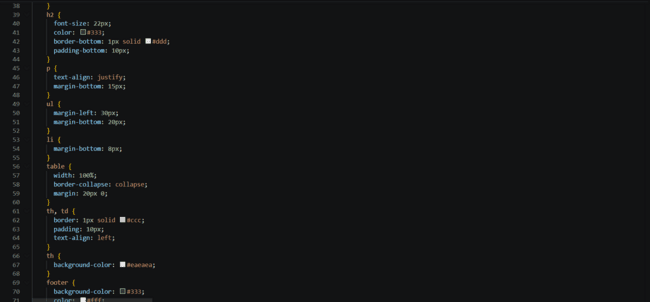 38 }
39 h2 {
40 font-size: 22px;
41 color: #333;
42 border-bottom: 1px solid #ddd;
43 padding-bottom: 10px;
44 }
45 p {
46 text-align: justify;
47 margin-bottom: 15px;
48 }
49 ul {
50 margin-left: 30px;
51 margin-bottom: 20px;
52 }
53 li {
54 margin-bottom: 8px;
55 }
56 table {
57 width: 100%;
58 border-collapse: collapse;
59 margin: 20px 0;
60 }
61 th, td {
62 border: 1px solid #ccc;
63 padding: 10px;
64 text-align: left;
65 }
66 th {
67 background-color: #eaeaea;
68 }
69 footer {
70 background-color: #333;
71 color: #fff;